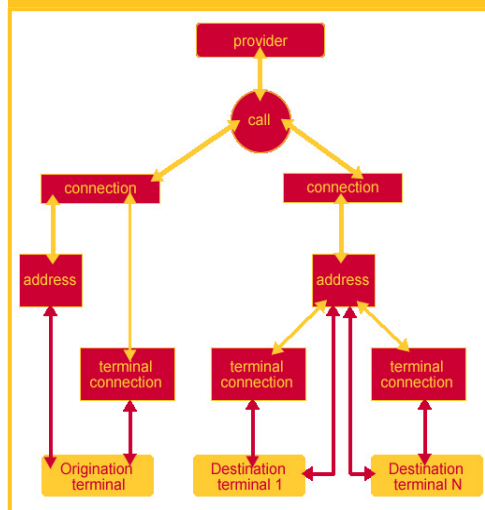 provider
call
connection
connection
address
address
terminal
connection
terminal
connection
terminal
connection
Origination
terminal
Destination
terminal 1
Destination
terminal N